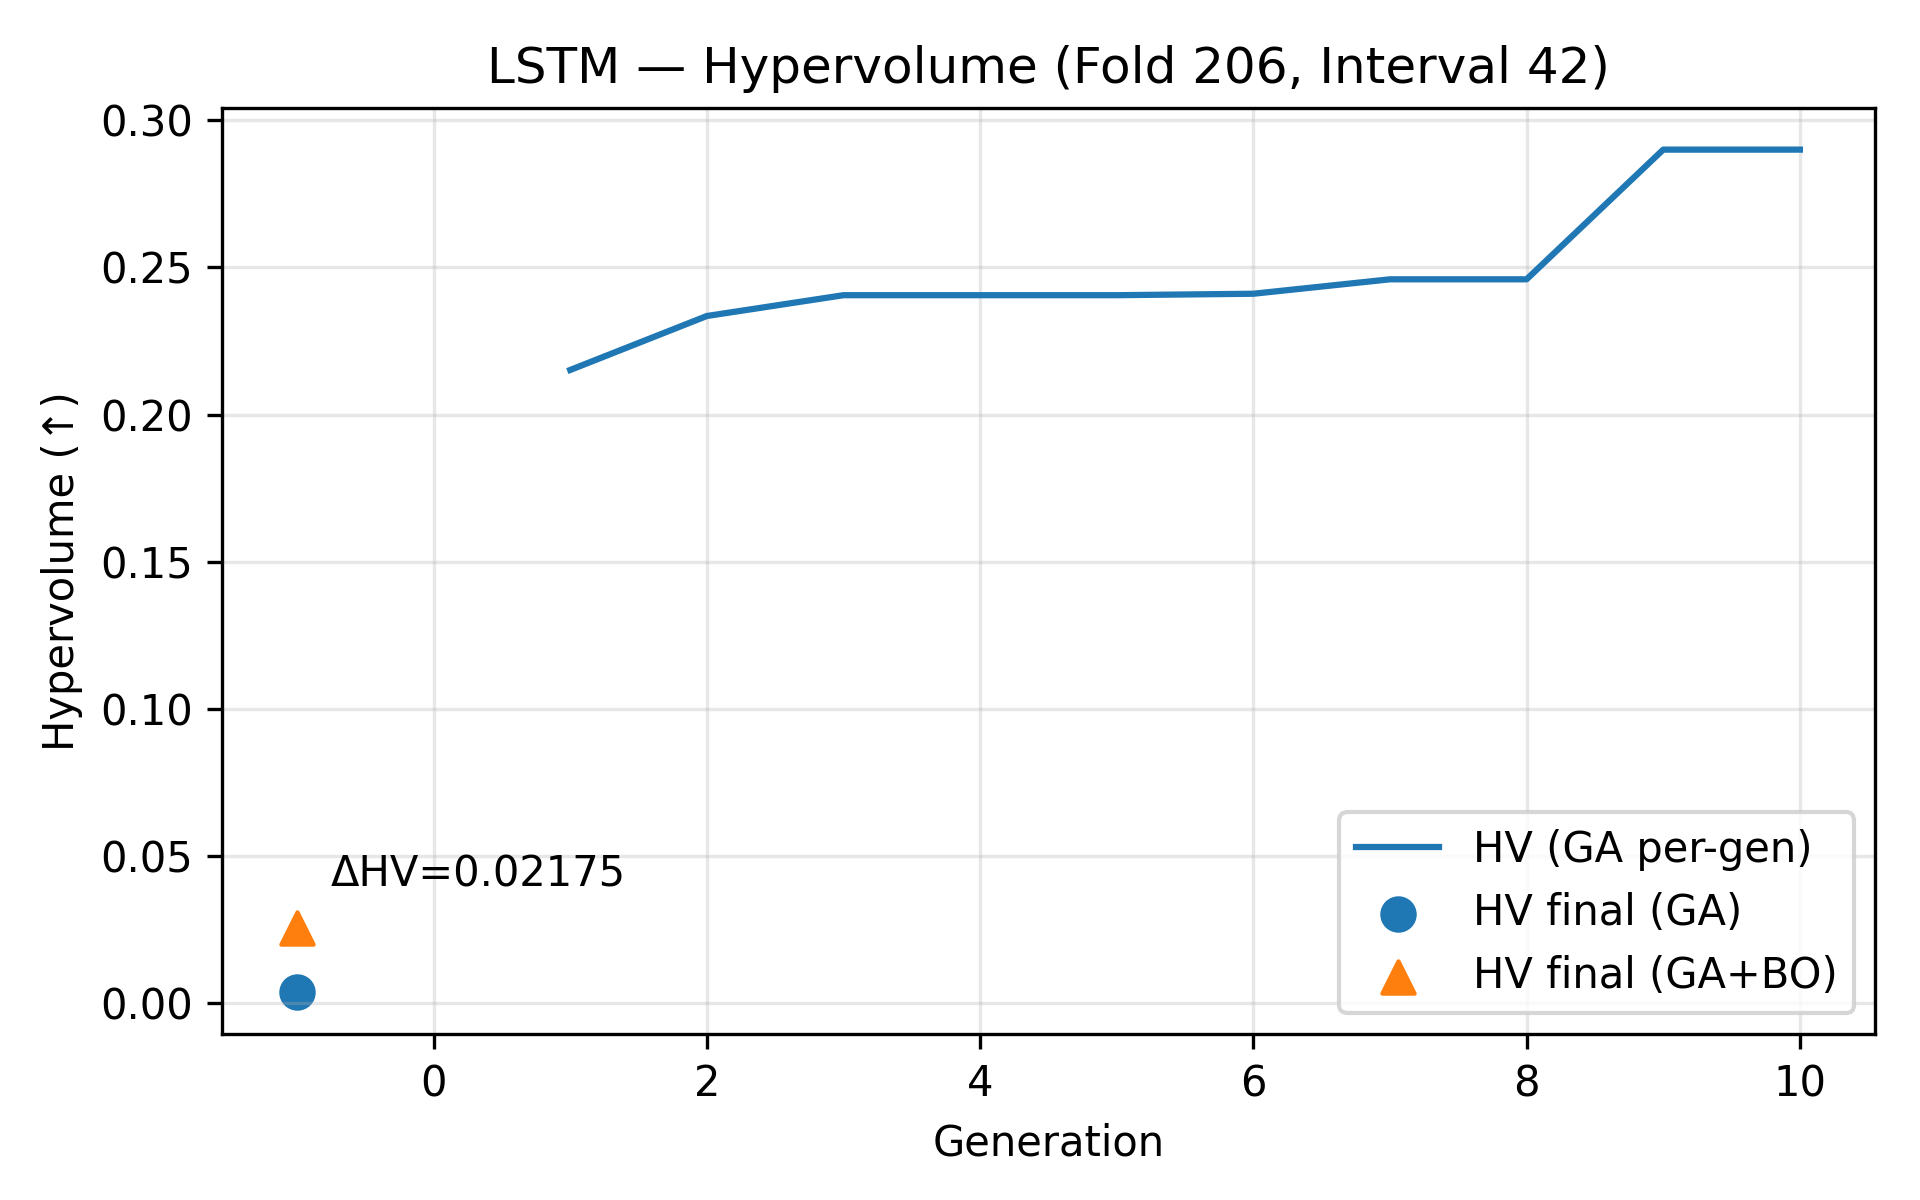 LSTM — Hypervolume (Fold 206, Interval 42)
Hypervolume (↑)
0.30
0.25
0.20
0.15
0.10
0.05
0.00
ΔHV=0.02175
HV (GA per-gen)
HV final (GA)
HV final (GA+BO)
0 2 4 6 8 10
Generation